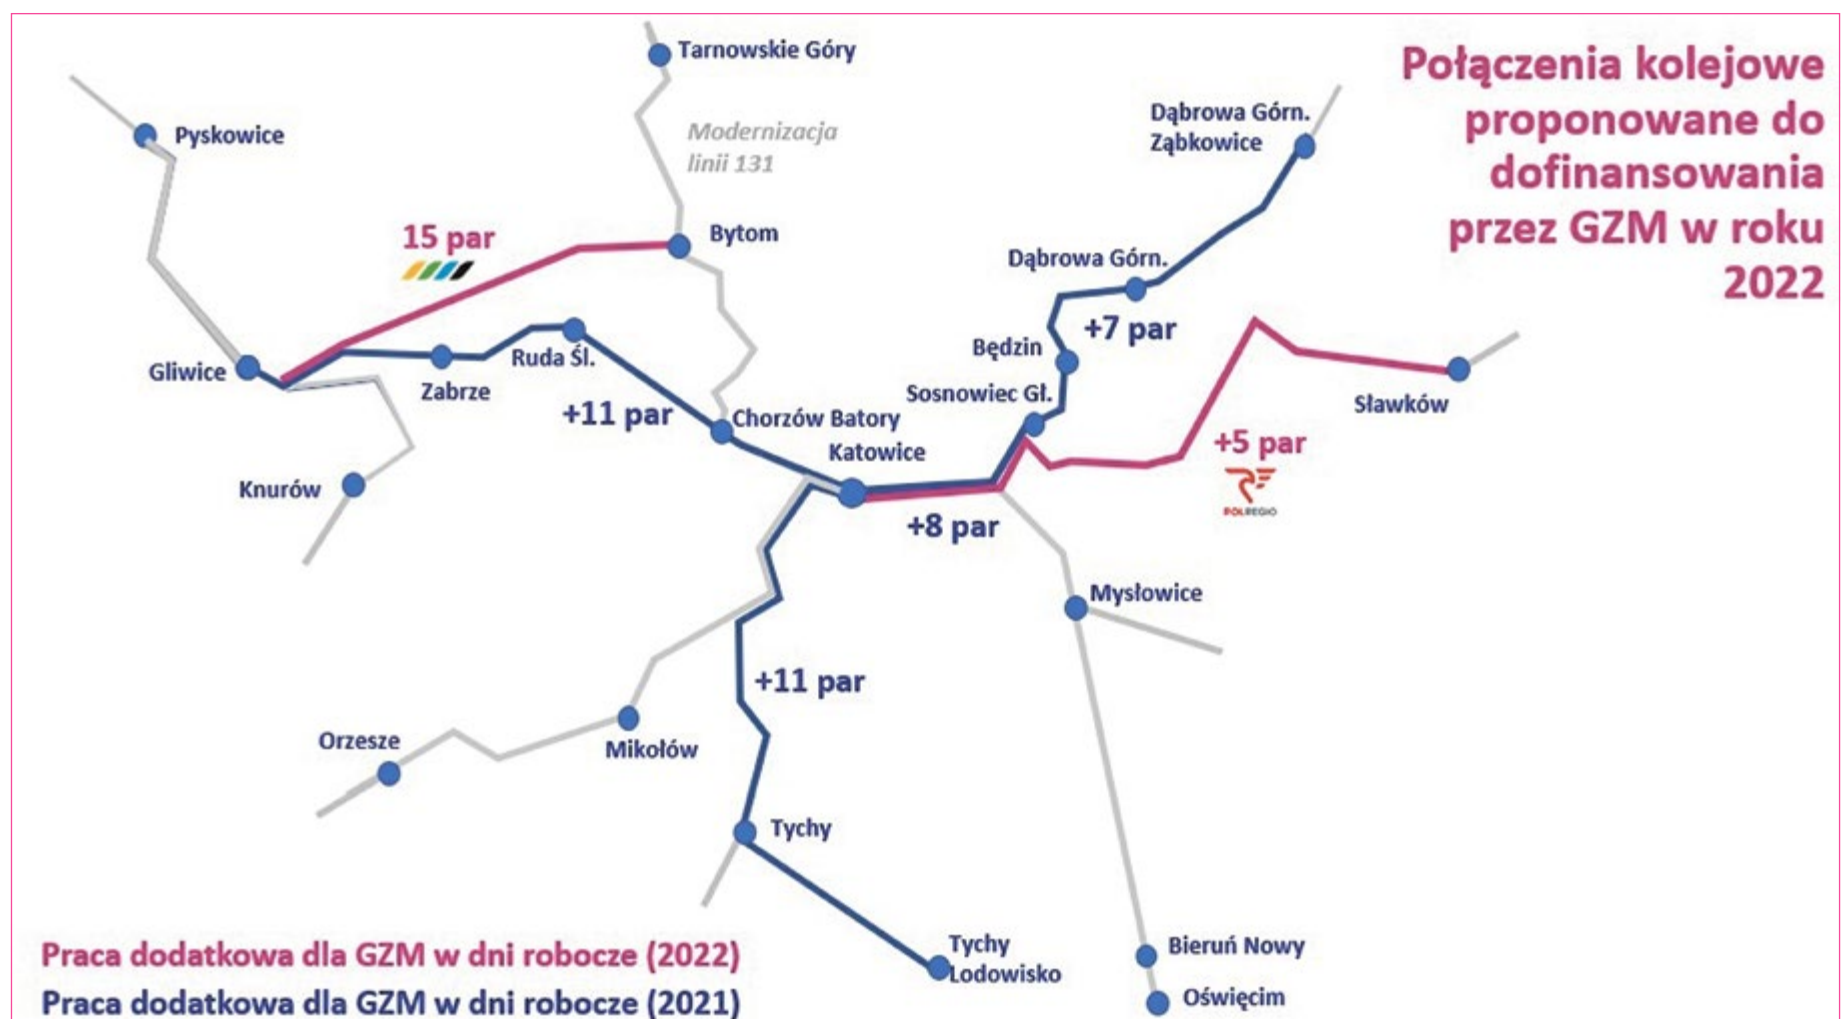 Połączenia kolejowe
proponowane do
dofinansowania
przez GZM w roku
2022
Tarnowskie Góry
Pyskowice
Modernizacja
linii 131
Dąbrowa Górn.
Ząbkowice
15 par
Bytom
Dąbrowa Górn.
+7 par
Będzin
Gliwice
Ruda Śl.
Zabrze
Sosnowiec Gł.
Sławków
+11 par
Chorzów Batory
Katowice
+5 par
POLREGIO
Knurów
+8 par
Mysłowice
+11 par
Orzesze
Mikołów
Tychy
Tychy
Lodowisko
Bieruń Nowy
Oświęcim
Praca dodatkowa dla GZM w dni robocze (2022)
Praca dodatkowa dla GZM w dni robocze (2021)